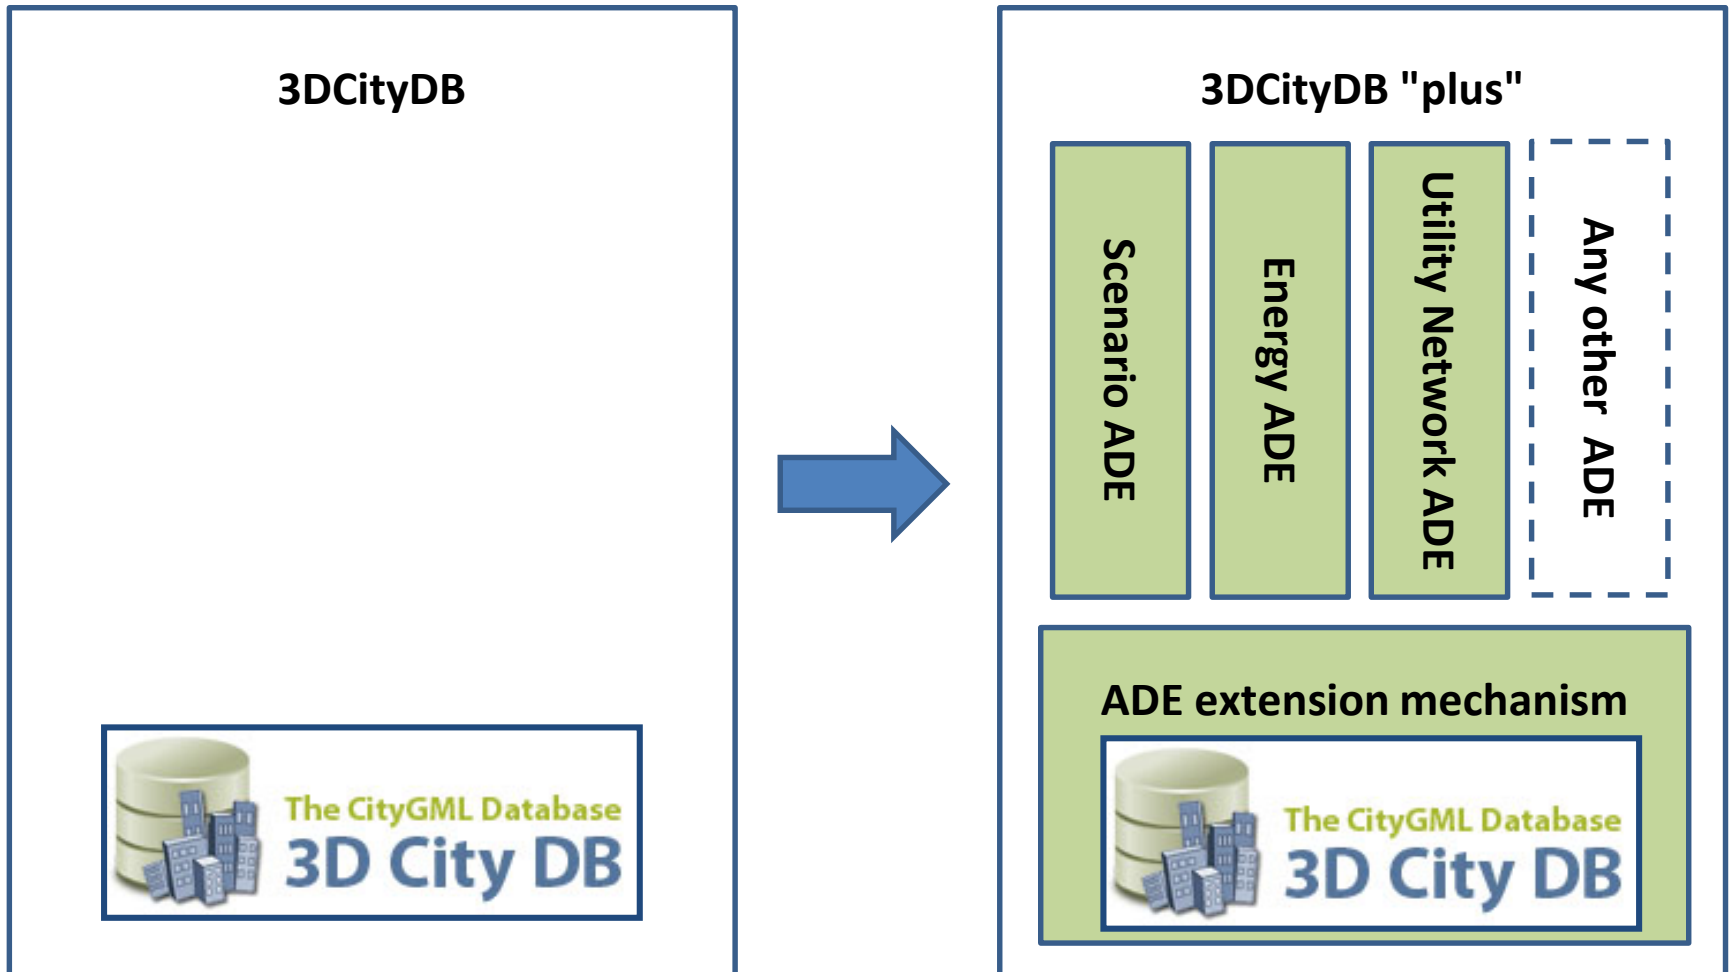 3DCityDB
The CityGML Database
3D City DB
3DCityDB "plus"
Scenario ADE
Energy ADE
Utility Network ADE
Any other ADE
ADE extension mechanism
The CityGML Database
3D City DB